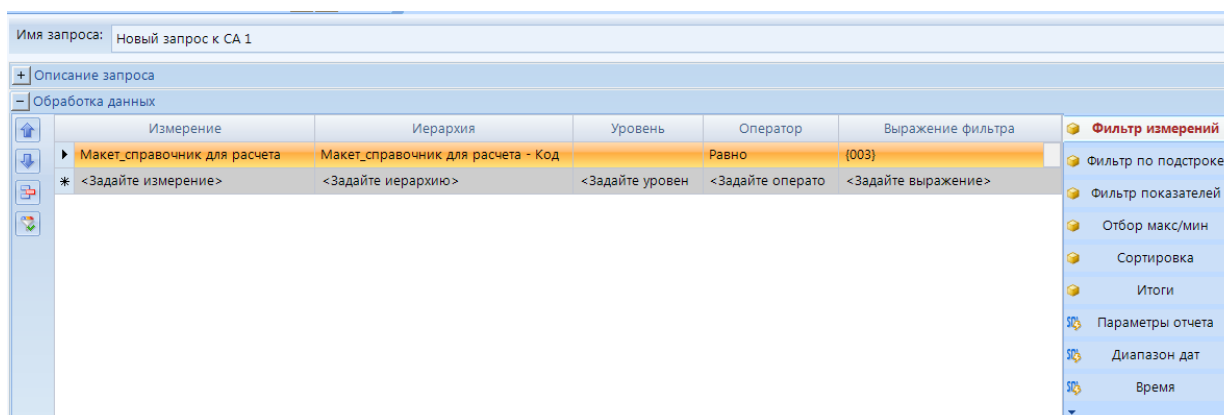 Имя запроса: Новый запрос к СА 1
+ Описание запроса
− Обработка данных
Измерение Иерархия Уровень Оператор Выражение фильтра
Макет_справочник для расчета Макет_справочник для расчета - Код Равно {003}
* <Задайте измерение> <Задайте иерархию> <Задайте уровен <Задайте операто <Задайте выражение>
Фильтр измерений
Фильтр по подстроке
Фильтр показателей
Отбор макс/мин
Сортировка
Итоги
Параметры отчета
Диапазон дат
Время